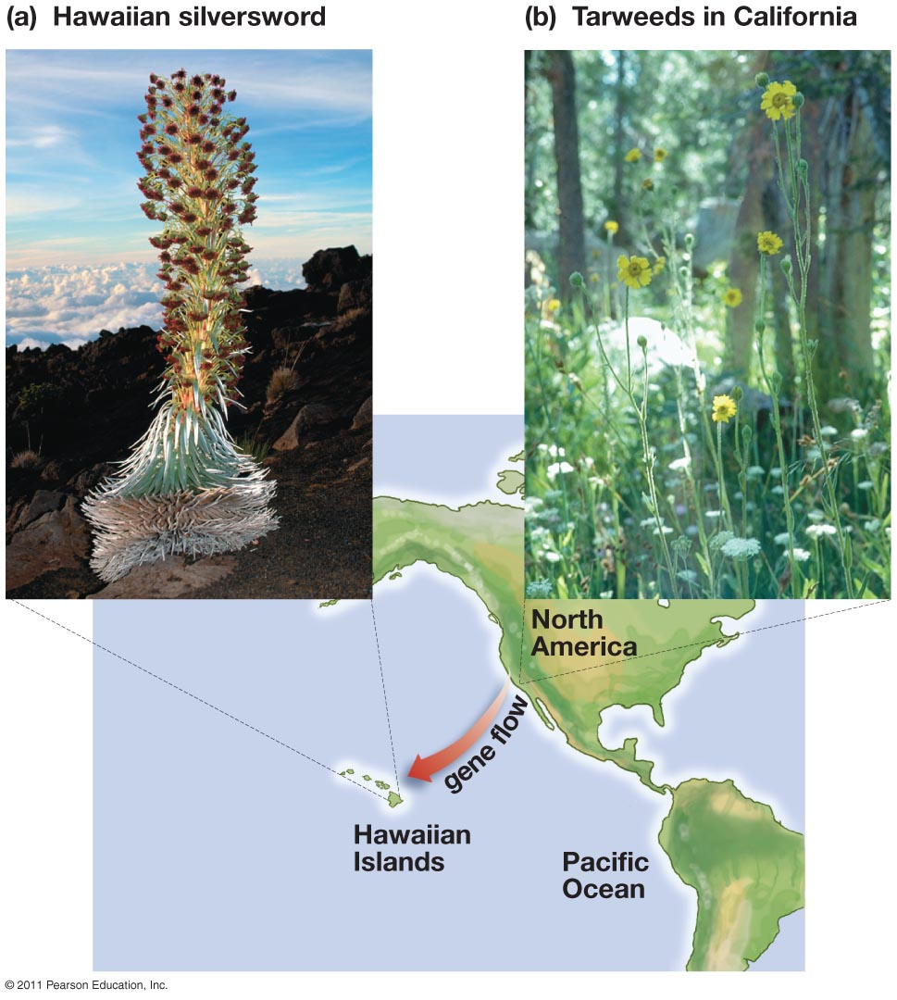 (a) Hawaiian silversword
(b) Tarweeds in California
North
America
gene flow
Hawaiian
Islands
Pacific
Ocean
© 2011 Pearson Education, Inc.